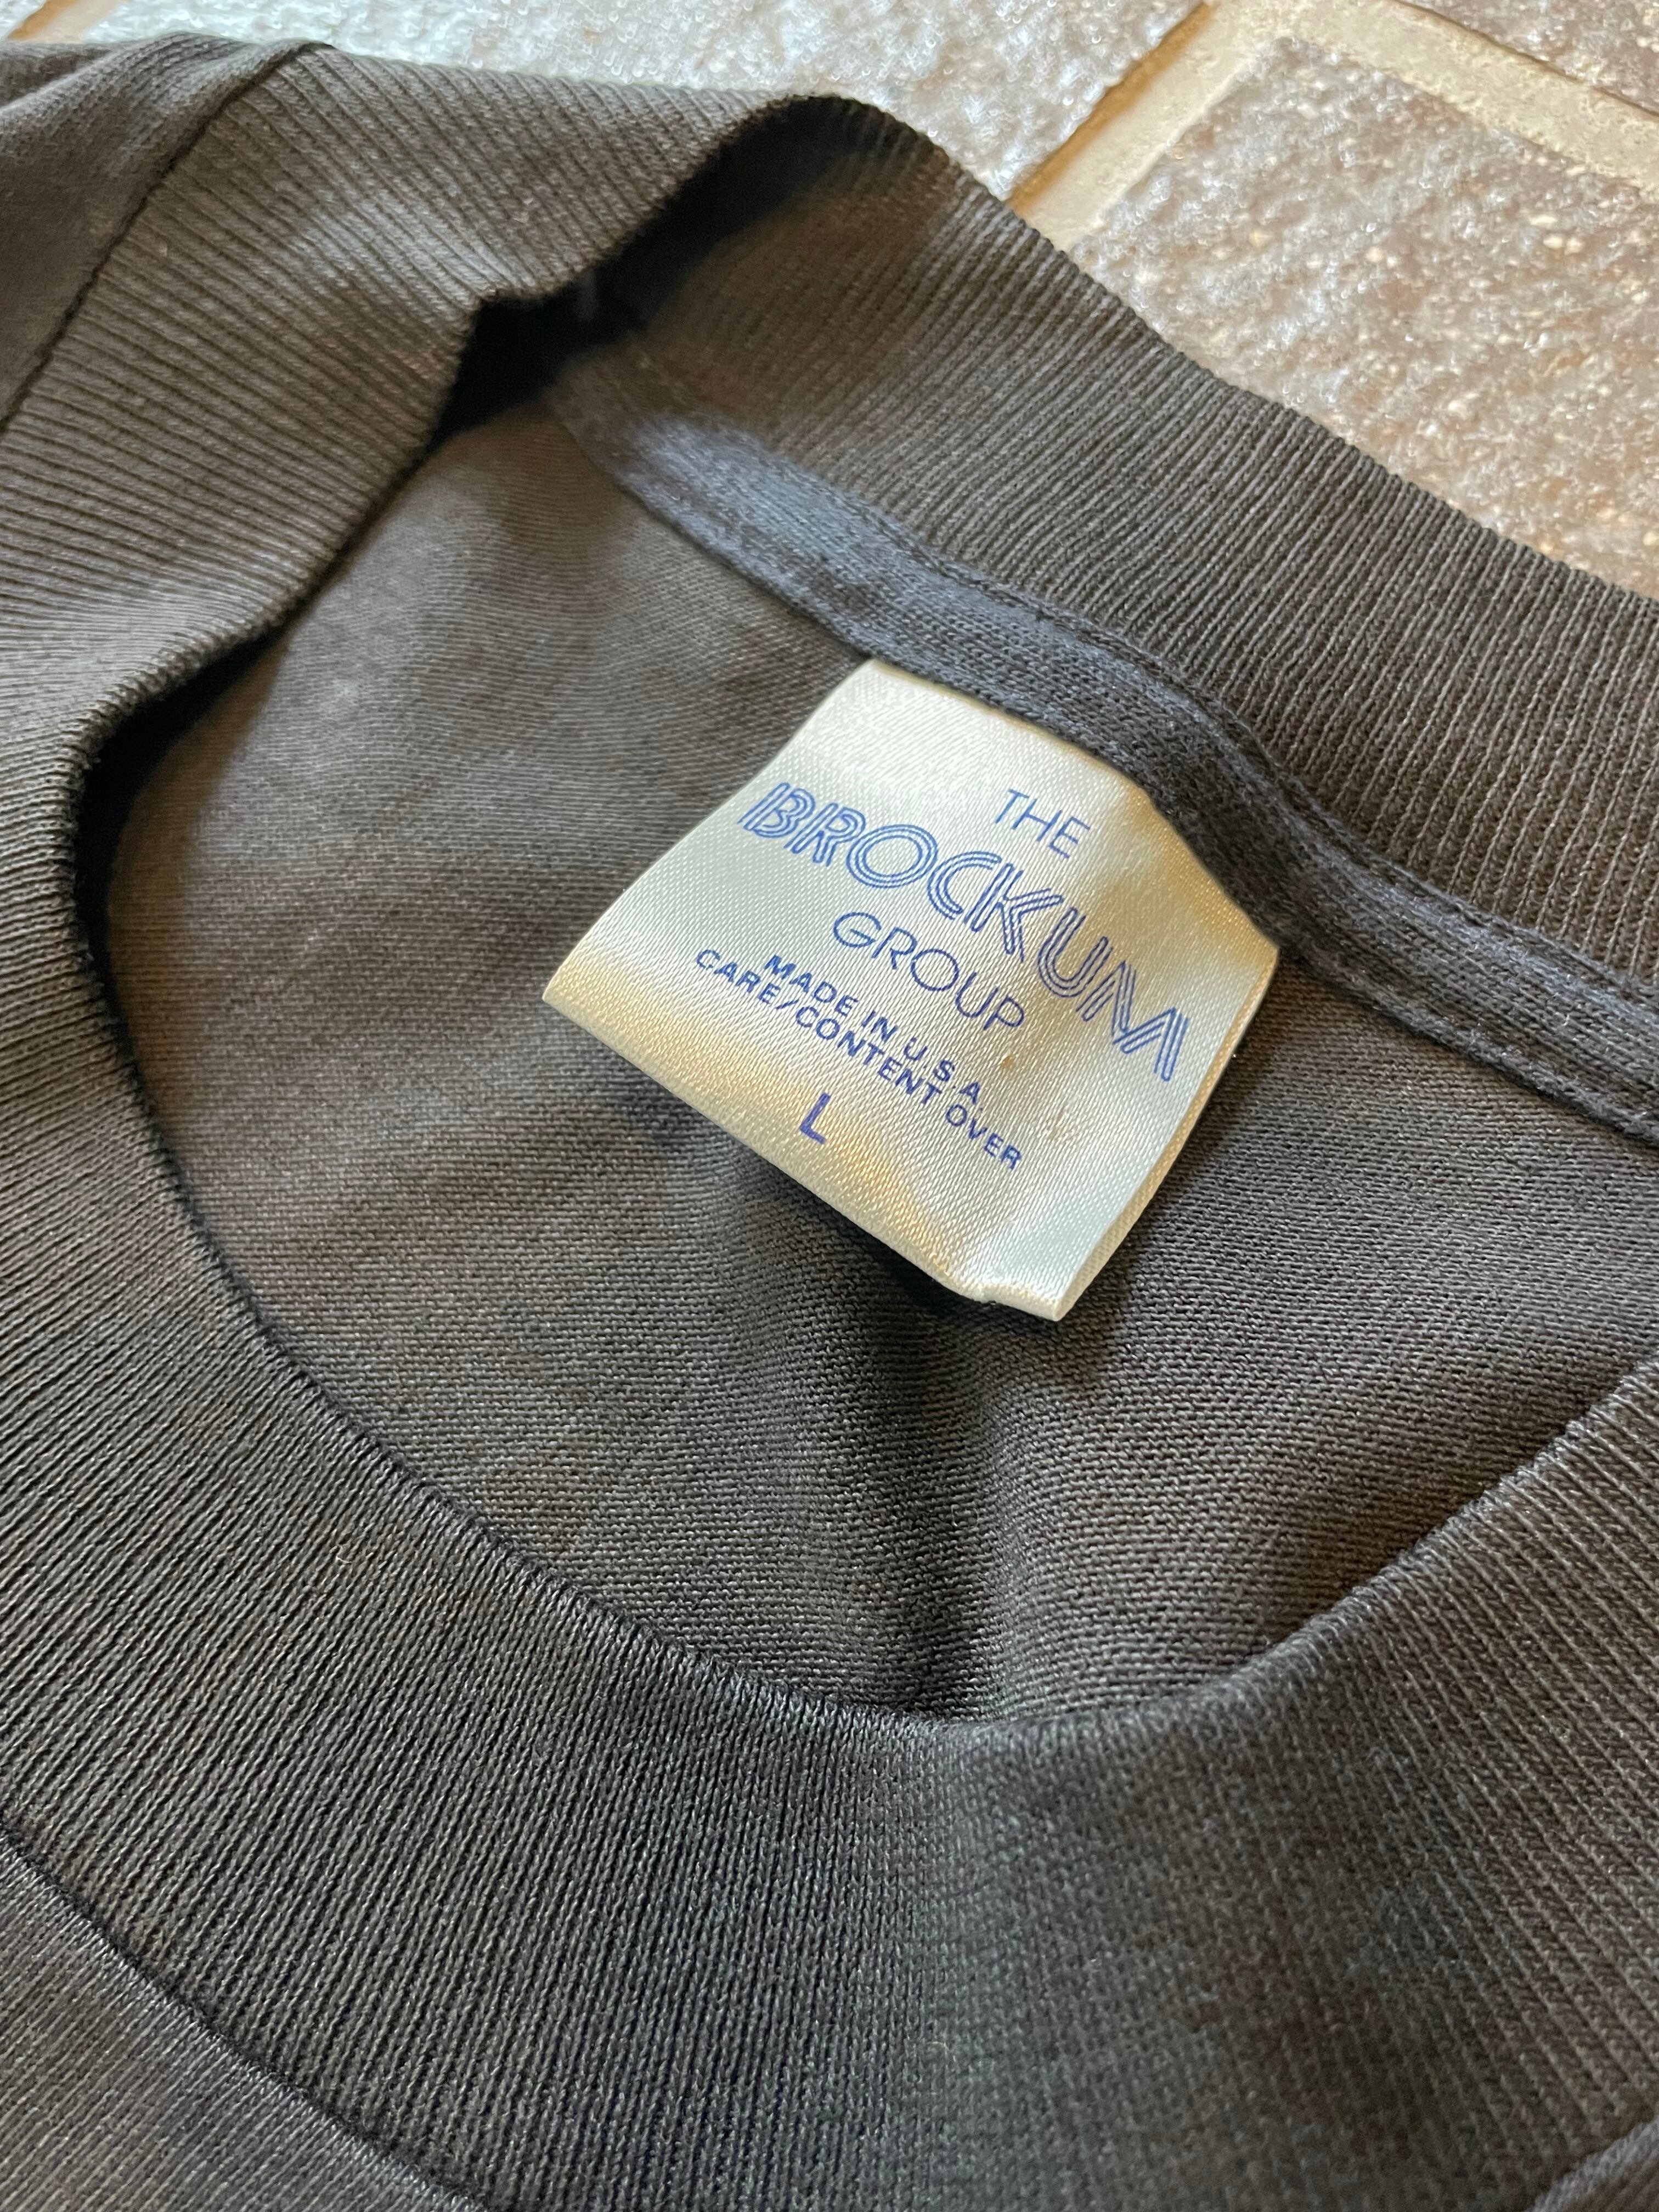 THE
BROCKUM
GROUP
MADE IN U.S.A.
CARE/CONTENT OVER
L